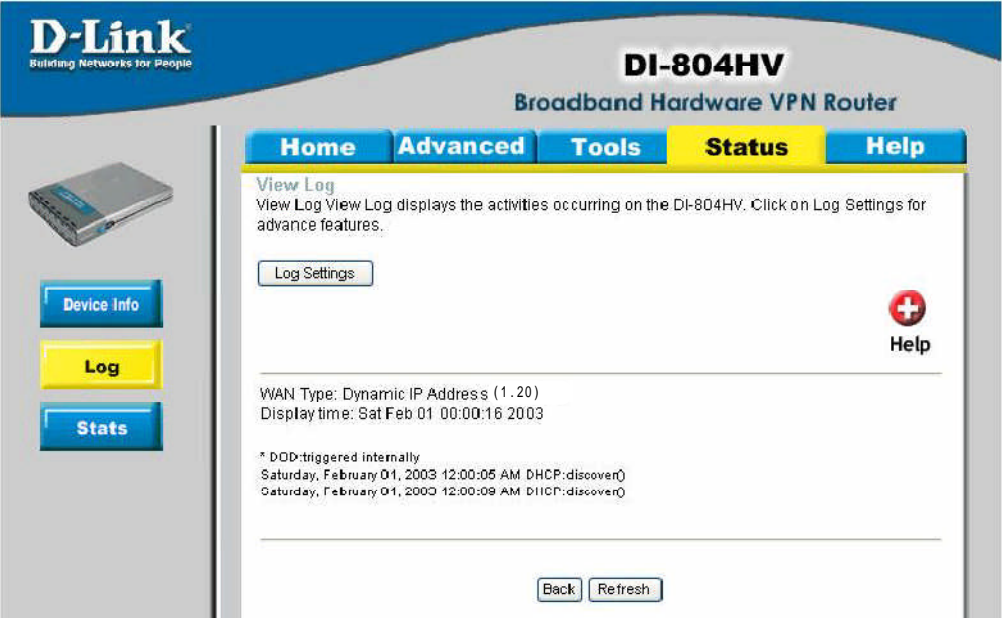 D-Link
Building Networks for People
DI-804HV
Broadband Hardware VPN Router
Home Advanced Tools Status Help
Device Info
Log
Stats
View Log
View Log View Log displays the activities occurring on the DI-804HV. Click on Log Settings for
advance features.
Log Settings
Help
WAN Type: Dynamic IP Address (1.20)
Display time: Sat Feb 01 00:00:16 2003
* DOD:triggered internally
Saturday, February 01, 2003 12:00:05 AM DHCP:discover()
Saturday, February 01, 2003 12:00:09 AM DHCP:discover()
Back Refresh